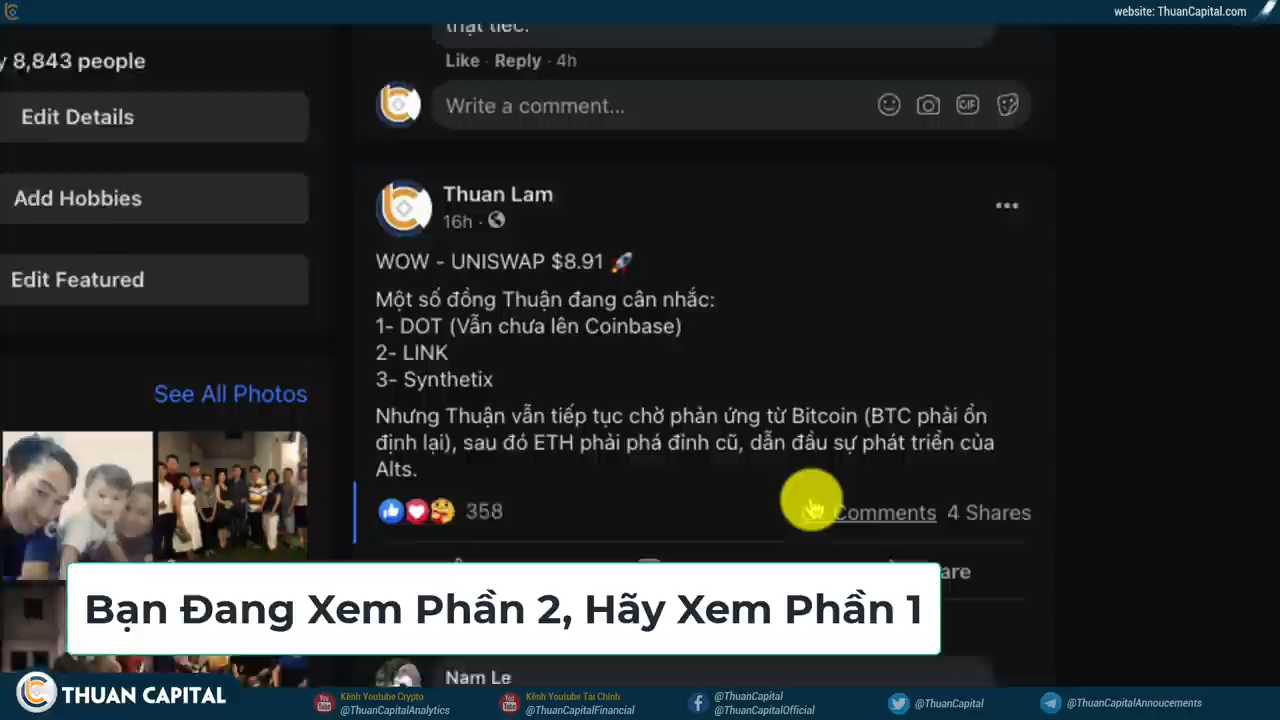 website: ThuanCapital.com
thật tiếc.
y 8,843 people
Like · Reply · 4h
Edit Details
Write a comment...
GIF
Add Hobbies
Thuan Lam
16h ·
Edit Featured
WOW - UNISWAP $8.91 🚀
Một số đồng Thuận đang cân nhắc:
1- DOT (Vẫn chưa lên Coinbase)
2- LINK
3- Synthetix
See All Photos
Nhưng Thuận vẫn tiếp tục chờ phản ứng từ Bitcoin (BTC phải ổn
định lại), sau đó ETH phải phá đỉnh cũ, dẫn đầu sự phát triển của
Alts.
358
Comments 4 Shares
are
Bạn Đang Xem Phần 2, Hãy Xem Phần 1
Nam Le
THUAN CAPITAL
Kênh Youtube Crypto
@ThuanCapitalAnalytics
Kênh Youtube Tài Chính
@ThuanCapitalFinancial
@ThuanCapital
@ThuanCapitalOfficial
@ThuanCapital
@ThuanCapitalAnnoucements